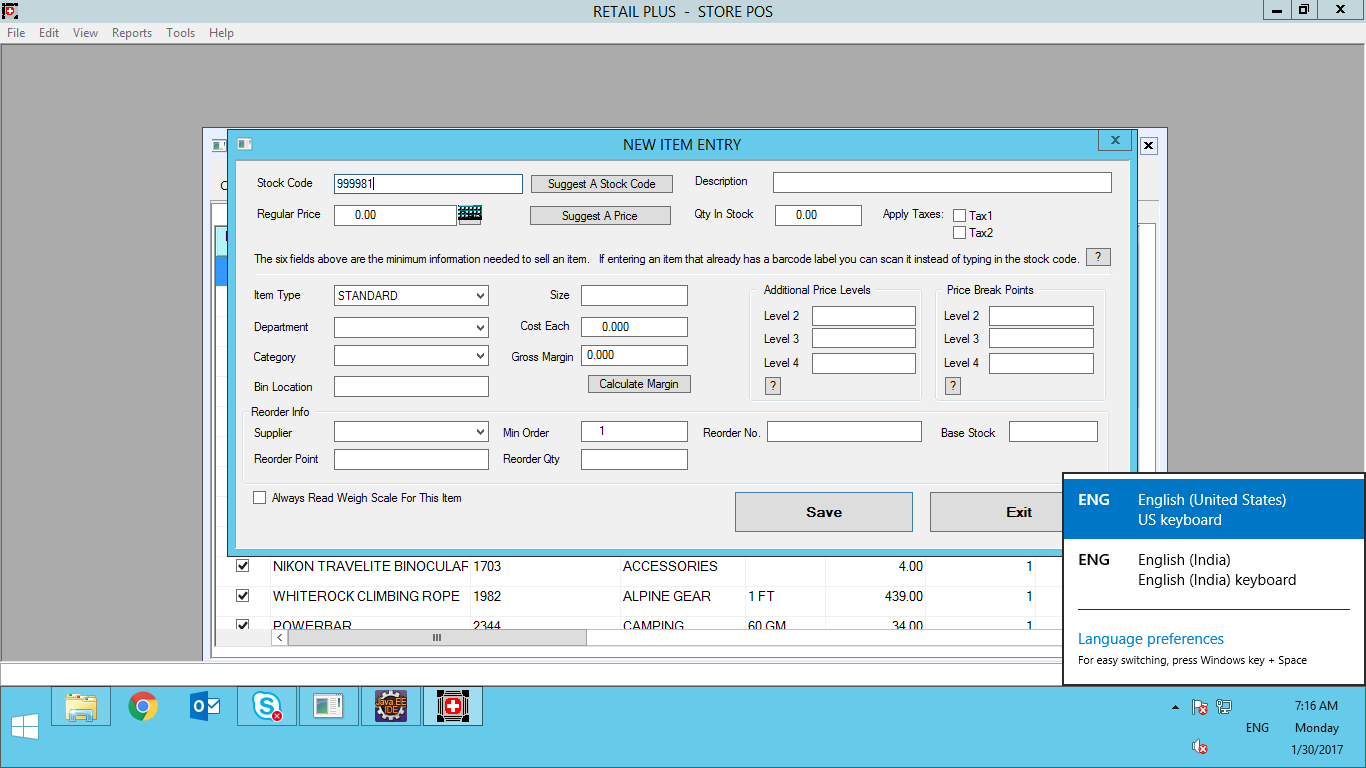 RETAIL PLUS - STORE POS
File Edit View Reports Tools Help
NEW ITEM ENTRY
Stock Code 999981 Suggest A Stock Code Description
Regular Price 0.00 Suggest A Price Qty In Stock 0.00 Apply Taxes: Tax1
Tax2
The six fields above are the minimum information needed to sell an item. If entering an item that already has a barcode label you can scan it instead of typing in the stock code. ?
Item Type STANDARD Size Additional Price Levels Price Break Points
Level 2 Level 2
Department Cost Each 0.000
Level 3 Level 3
Category Gross Margin 0.000
Level 4 Level 4
Bin Location Calculate Margin ? ?
Reorder Info
Supplier Min Order 1 Reorder No. Base Stock
Reorder Point Reorder Qty
Always Read Weigh Scale For This Item
Save Exit
NIKON TRAVELITE BINOCULAR 1703 ACCESSORIES 4.00 1
WHITEROCK CLIMBING ROPE 1982 ALPINE GEAR 1 FT 439.00 1
POWERBAR 2344 CAMPING 60 GM 34.00 1
ENG English (United States)
US keyboard
ENG English (India)
English (India) keyboard
Language preferences
For easy switching, press Windows key + Space
Java EE
IDE
7:16 AM
ENG Monday
1/30/2017